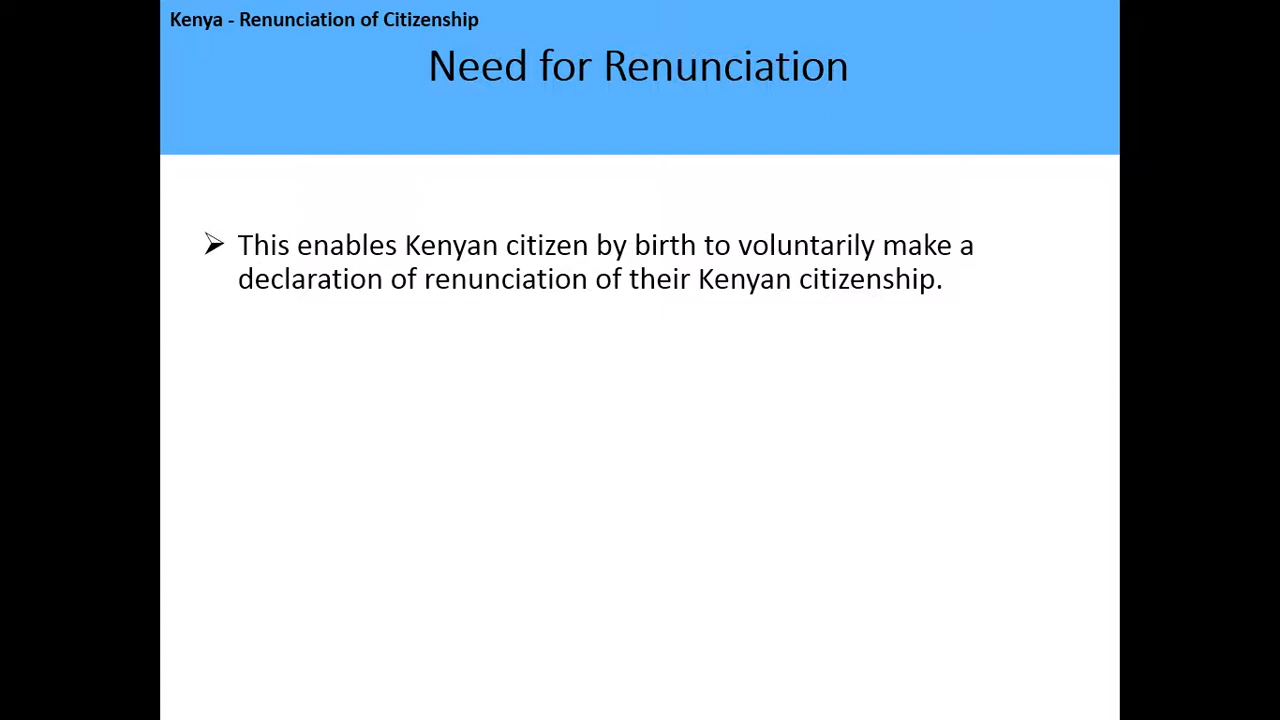 Kenya - Renunciation of Citizenship
Need for Renunciation
➢ This enables Kenyan citizen by birth to voluntarily make a
declaration of renunciation of their Kenyan citizenship.